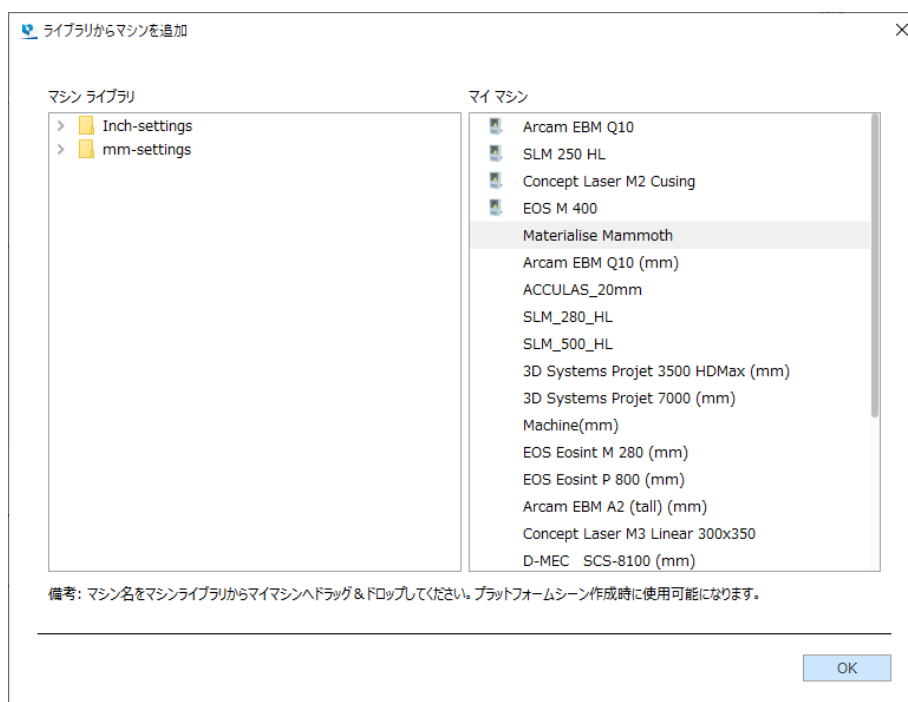 ライブラリからマシンを追加
マシン ライブラリ
Inch-settings
mm-settings
マイ マシン
Arcam EBM Q10
SLM 250 HL
Concept Laser M2 Cusing
EOS M 400
Materialise Mammoth
Arcam EBM Q10 (mm)
ACCULAS_20mm
SLM_280_HL
SLM_500_HL
3D Systems Projet 3500 HDMax (mm)
3D Systems Projet 7000 (mm)
Machine(mm)
EOS Eosint M 280 (mm)
EOS Eosint P 800 (mm)
Arcam EBM A2 (tall) (mm)
Concept Laser M3 Linear 300x350
D-MEC SCS-8100 (mm)
備考: マシン名をマシンライブラリからマイマシンへドラッグ&ドロップしてください。プラットフォームシーン作成時に使用可能になります。
OK